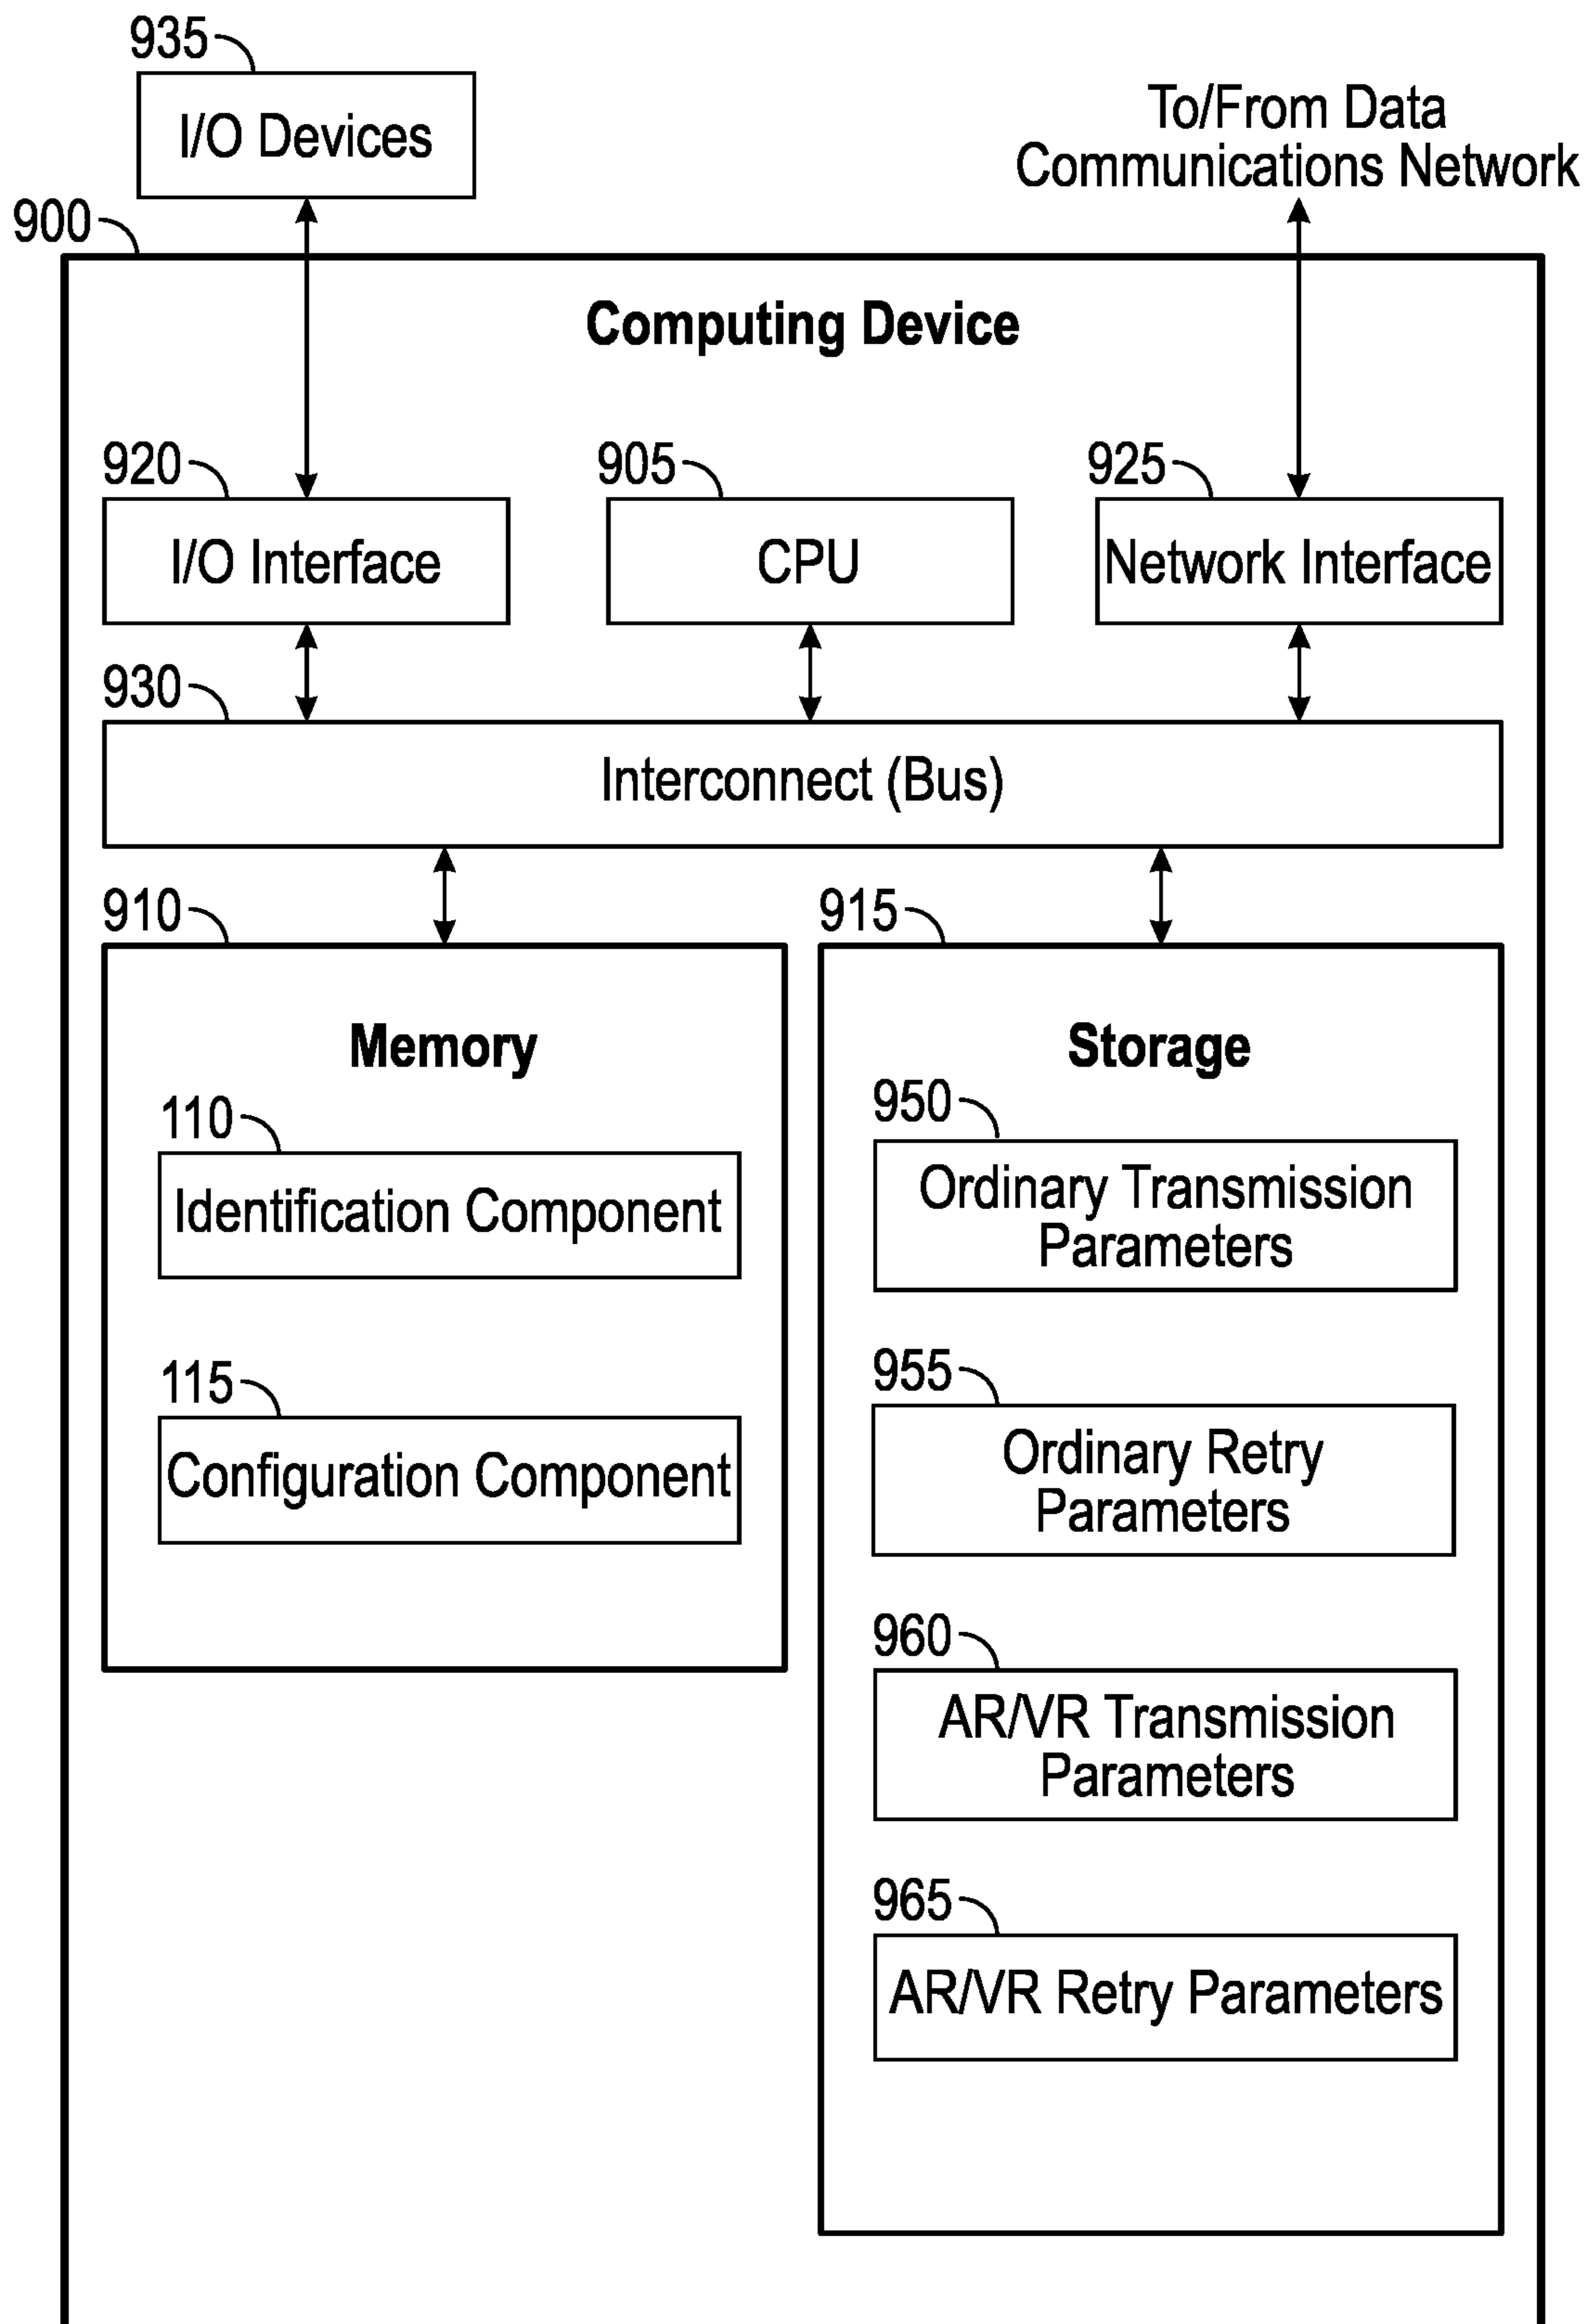 935
I/O Devices
To/From Data
Communications Network
900
Computing Device
920
I/O Interface
905
CPU
925
Network Interface
930
Interconnect (Bus)
910
Memory
110
Identification Component
115
Configuration Component
915
Storage
950
Ordinary Transmission
Parameters
955
Ordinary Retry
Parameters
960
AR/VR Transmission
Parameters
965
AR/VR Retry Parameters